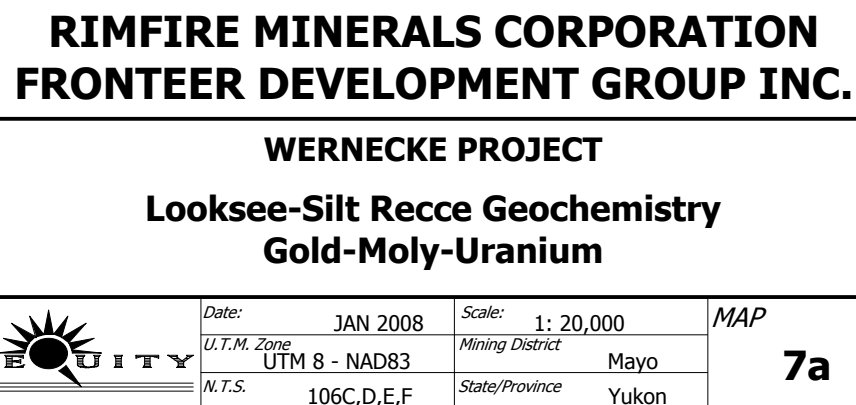 RIMFIRE MINERALS CORPORATION
FRONTEER DEVELOPMENT GROUP INC.
WERNECKE PROJECT
Looksee-Silt Recce Geochemistry
Gold-Moly-Uranium
EQUITY
Date: JAN 2008
Scale: 1: 20,000
MAP
7a
U.T.M. Zone UTM 8 - NAD83
Mining District Mayo
N.T.S. 106C,D,E,F
State/Province Yukon